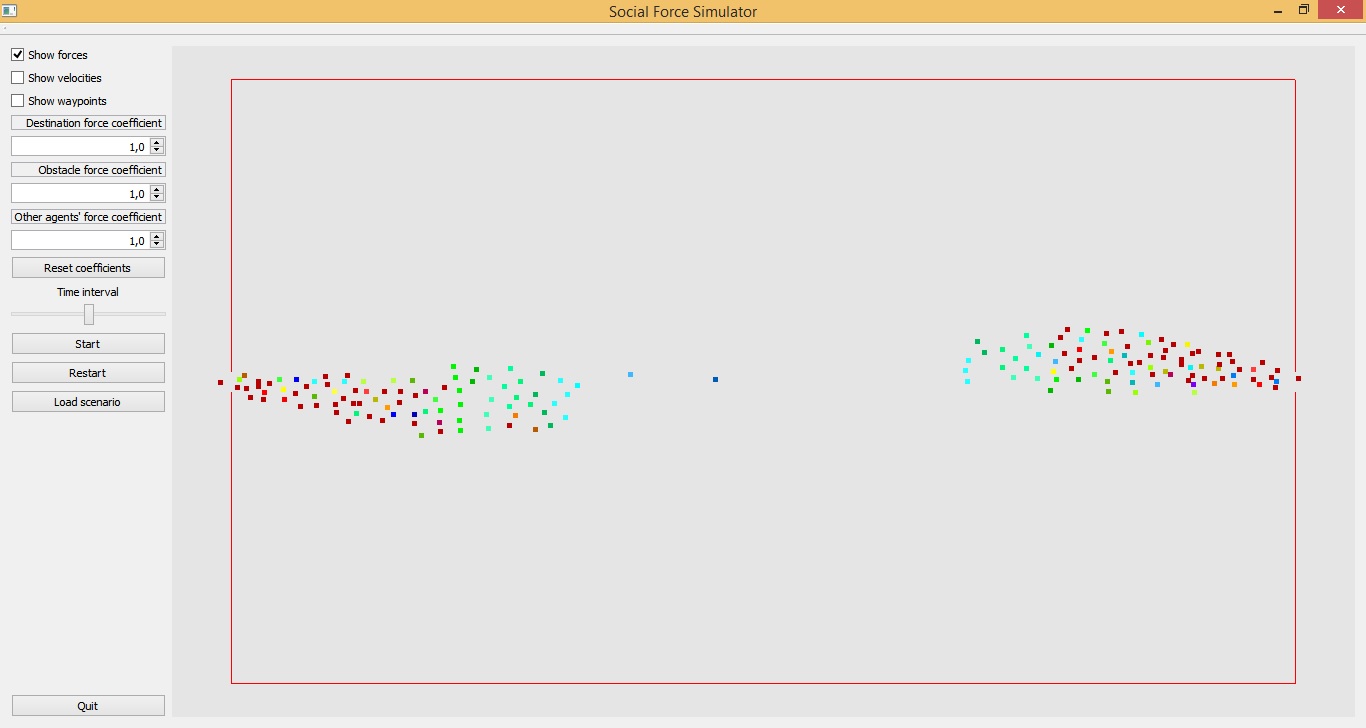 Social Force Simulator
Show forces
Show velocities
Show waypoints
Destination force coefficient
1,0
Obstacle force coefficient
1,0
Other agents' force coefficient
1,0
Reset coefficients
Time interval
Start
Restart
Load scenario
Quit